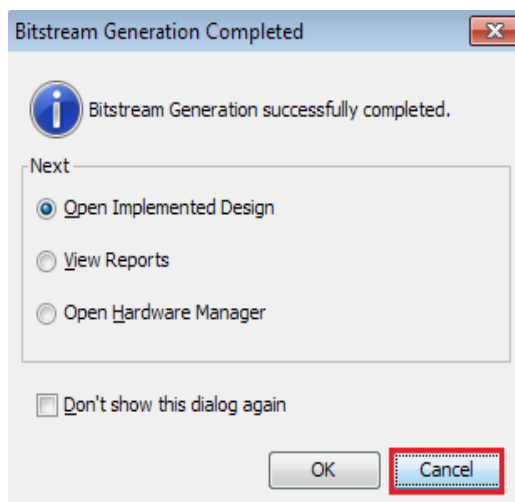 Bitstream Generation Completed
Bitstream Generation successfully completed.
Next
Open Implemented Design
View Reports
Open Hardware Manager
Don't show this dialog again
OK
Cancel